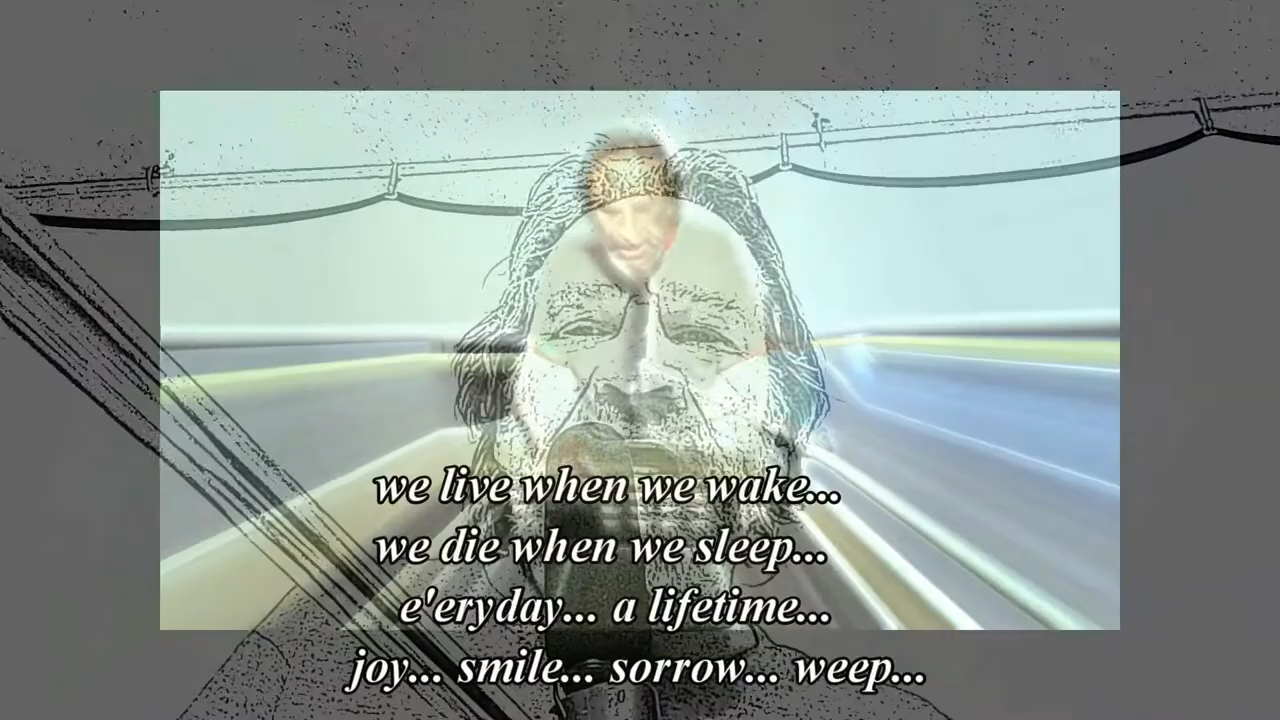 we live when we wake...
we die when we sleep...
e'eryday... a lifetime...
joy... smile... sorrow... weep...